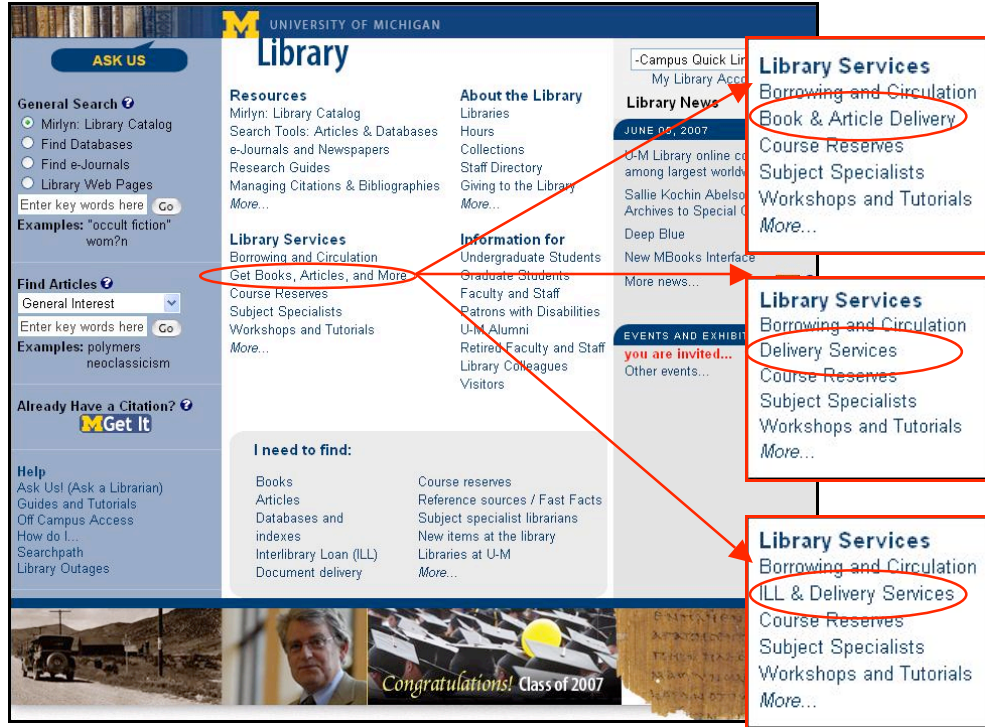 UNIVERSITY OF MICHIGAN
Library
ASK US
General Search
Mirlyn: Library Catalog
Find Databases
Find e-Journals
Library Web Pages
Enter key words here Go
Examples: "occult fiction"
wom?n
Find Articles
General Interest
Enter key words here Go
Examples: polymers
neoclassicism
Already Have a Citation?
MGet It
Help
Ask Us! (Ask a Librarian)
Guides and Tutorials
Off Campus Access
How do I...
Searchpath
Library Outages
Resources
Mirlyn: Library Catalog
Search Tools: Articles & Databases
e-Journals and Newspapers
Research Guides
Managing Citations & Bibliographies
More...
Library Services
Borrowing and Circulation
Get Books, Articles, and More
Course Reserves
Subject Specialists
Workshops and Tutorials
More...
About the Library
Libraries
Hours
Collections
Staff Directory
Giving to the Library
More...
Information for
Undergraduate Students
Graduate Students
Faculty and Staff
Patrons with Disabilities
U-M Alumni
Retired Faculty and Staff
Library Colleagues
Visitors
I need to find:
Books
Articles
Databases and
indexes
Interlibrary Loan (ILL)
Document delivery
Course reserves
Reference sources / Fast Facts
Subject specialist librarians
New items at the library
Libraries at U-M
More...
-Campus Quick Lin
My Library Acco
Library News
JUNE 05, 2007
U-M Library online co
among largest worldw
Sallie Kochin Abelso
Archives to Special C
Deep Blue
New MBooks Interface
More news...
EVENTS AND EXHIBIT
you are invited...
Other events...
Congratulations! Class of 2007
Library Services
Borrowing and Circulation
Book & Article Delivery
Course Reserves
Subject Specialists
Workshops and Tutorials
More...
Library Services
Borrowing and Circulation
Delivery Services
Course Reserves
Subject Specialists
Workshops and Tutorials
More...
Library Services
Borrowing and Circulation
ILL & Delivery Services
Course Reserves
Subject Specialists
Workshops and Tutorials
More...